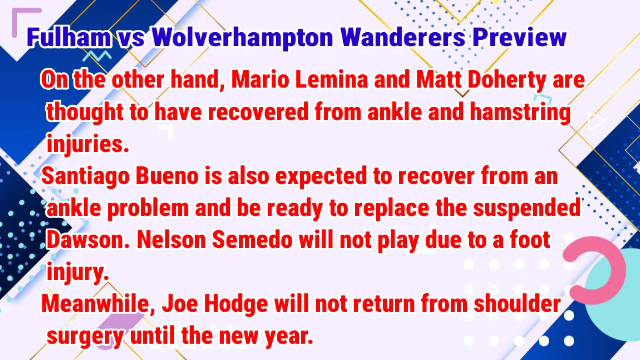 Fulham vs Wolverhampton Wanderers Preview
On the other hand, Mario Lemina and Matt Doherty are
thought to have recovered from ankle and hamstring
injuries.
Santiago Bueno is also expected to recover from an
ankle problem and be ready to replace the suspended
Dawson. Nelson Semedo will not play due to a foot
injury.
Meanwhile, Joe Hodge will not return from shoulder
surgery until the new year.